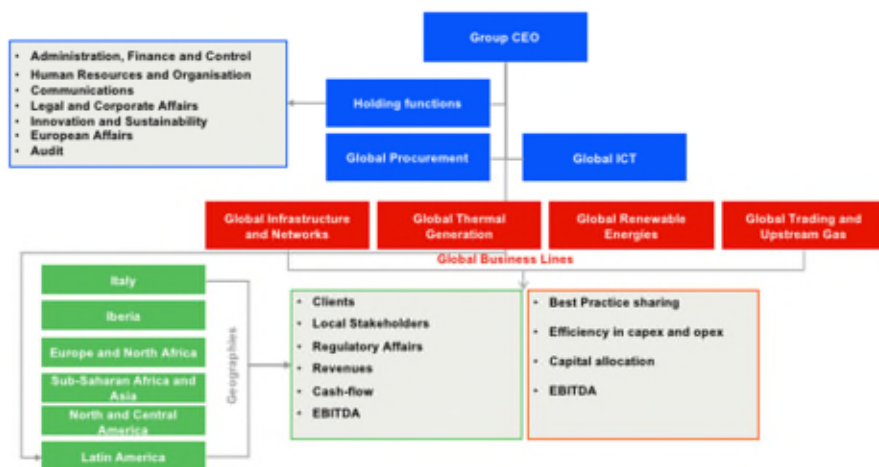 Group CEO
Administration, Finance and Control
Human Resources and Organisation
Communications
Legal and Corporate Affairs
Innovation and Sustainability
European Affairs
Audit
Holding functions
Global Procurement
Global ICT
Global Infrastructure
and Networks
Global Thermal
Generation
Global Renewable
Energies
Global Trading and
Upstream Gas
Global Business Lines
Italy
Iberia
Europe and North Africa
Sub-Saharan Africa and
Asia
North and Central
America
Latin America
Geographies
Clients
Local Stakeholders
Regulatory Affairs
Revenues
Cash-flow
EBITDA
Best Practice sharing
Efficiency in capex and opex
Capital allocation
EBITDA